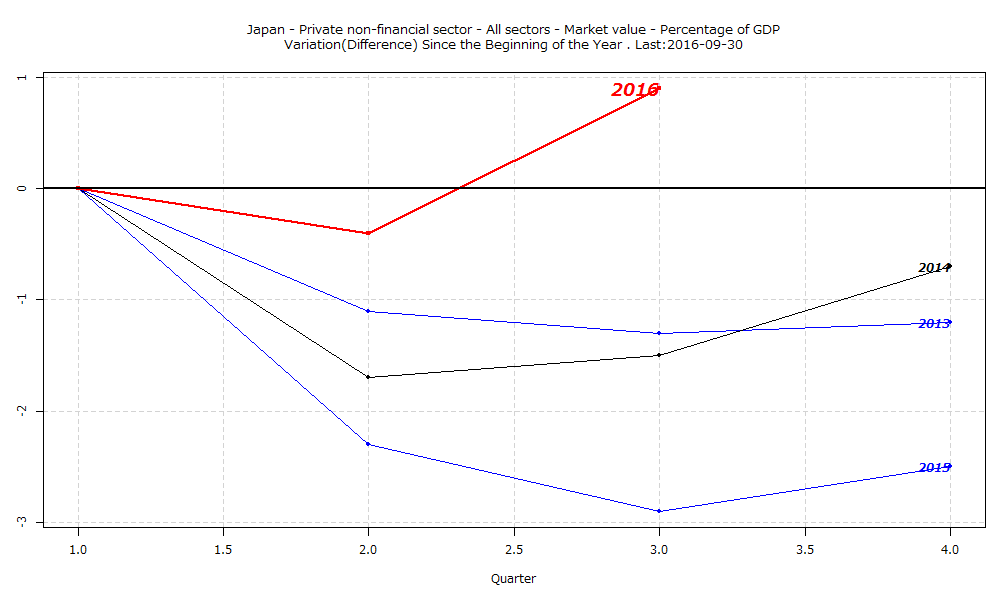 Japan - Private non-financial sector - All sectors - Market value - Percentage of GDP
Variation(Difference) Since the Beginning of the Year . Last:2016-09-30
1
2016
0
2014
-1
2013
-2
2015
-3
1.0 1.5 2.0 2.5 3.0 3.5 4.0
Quarter